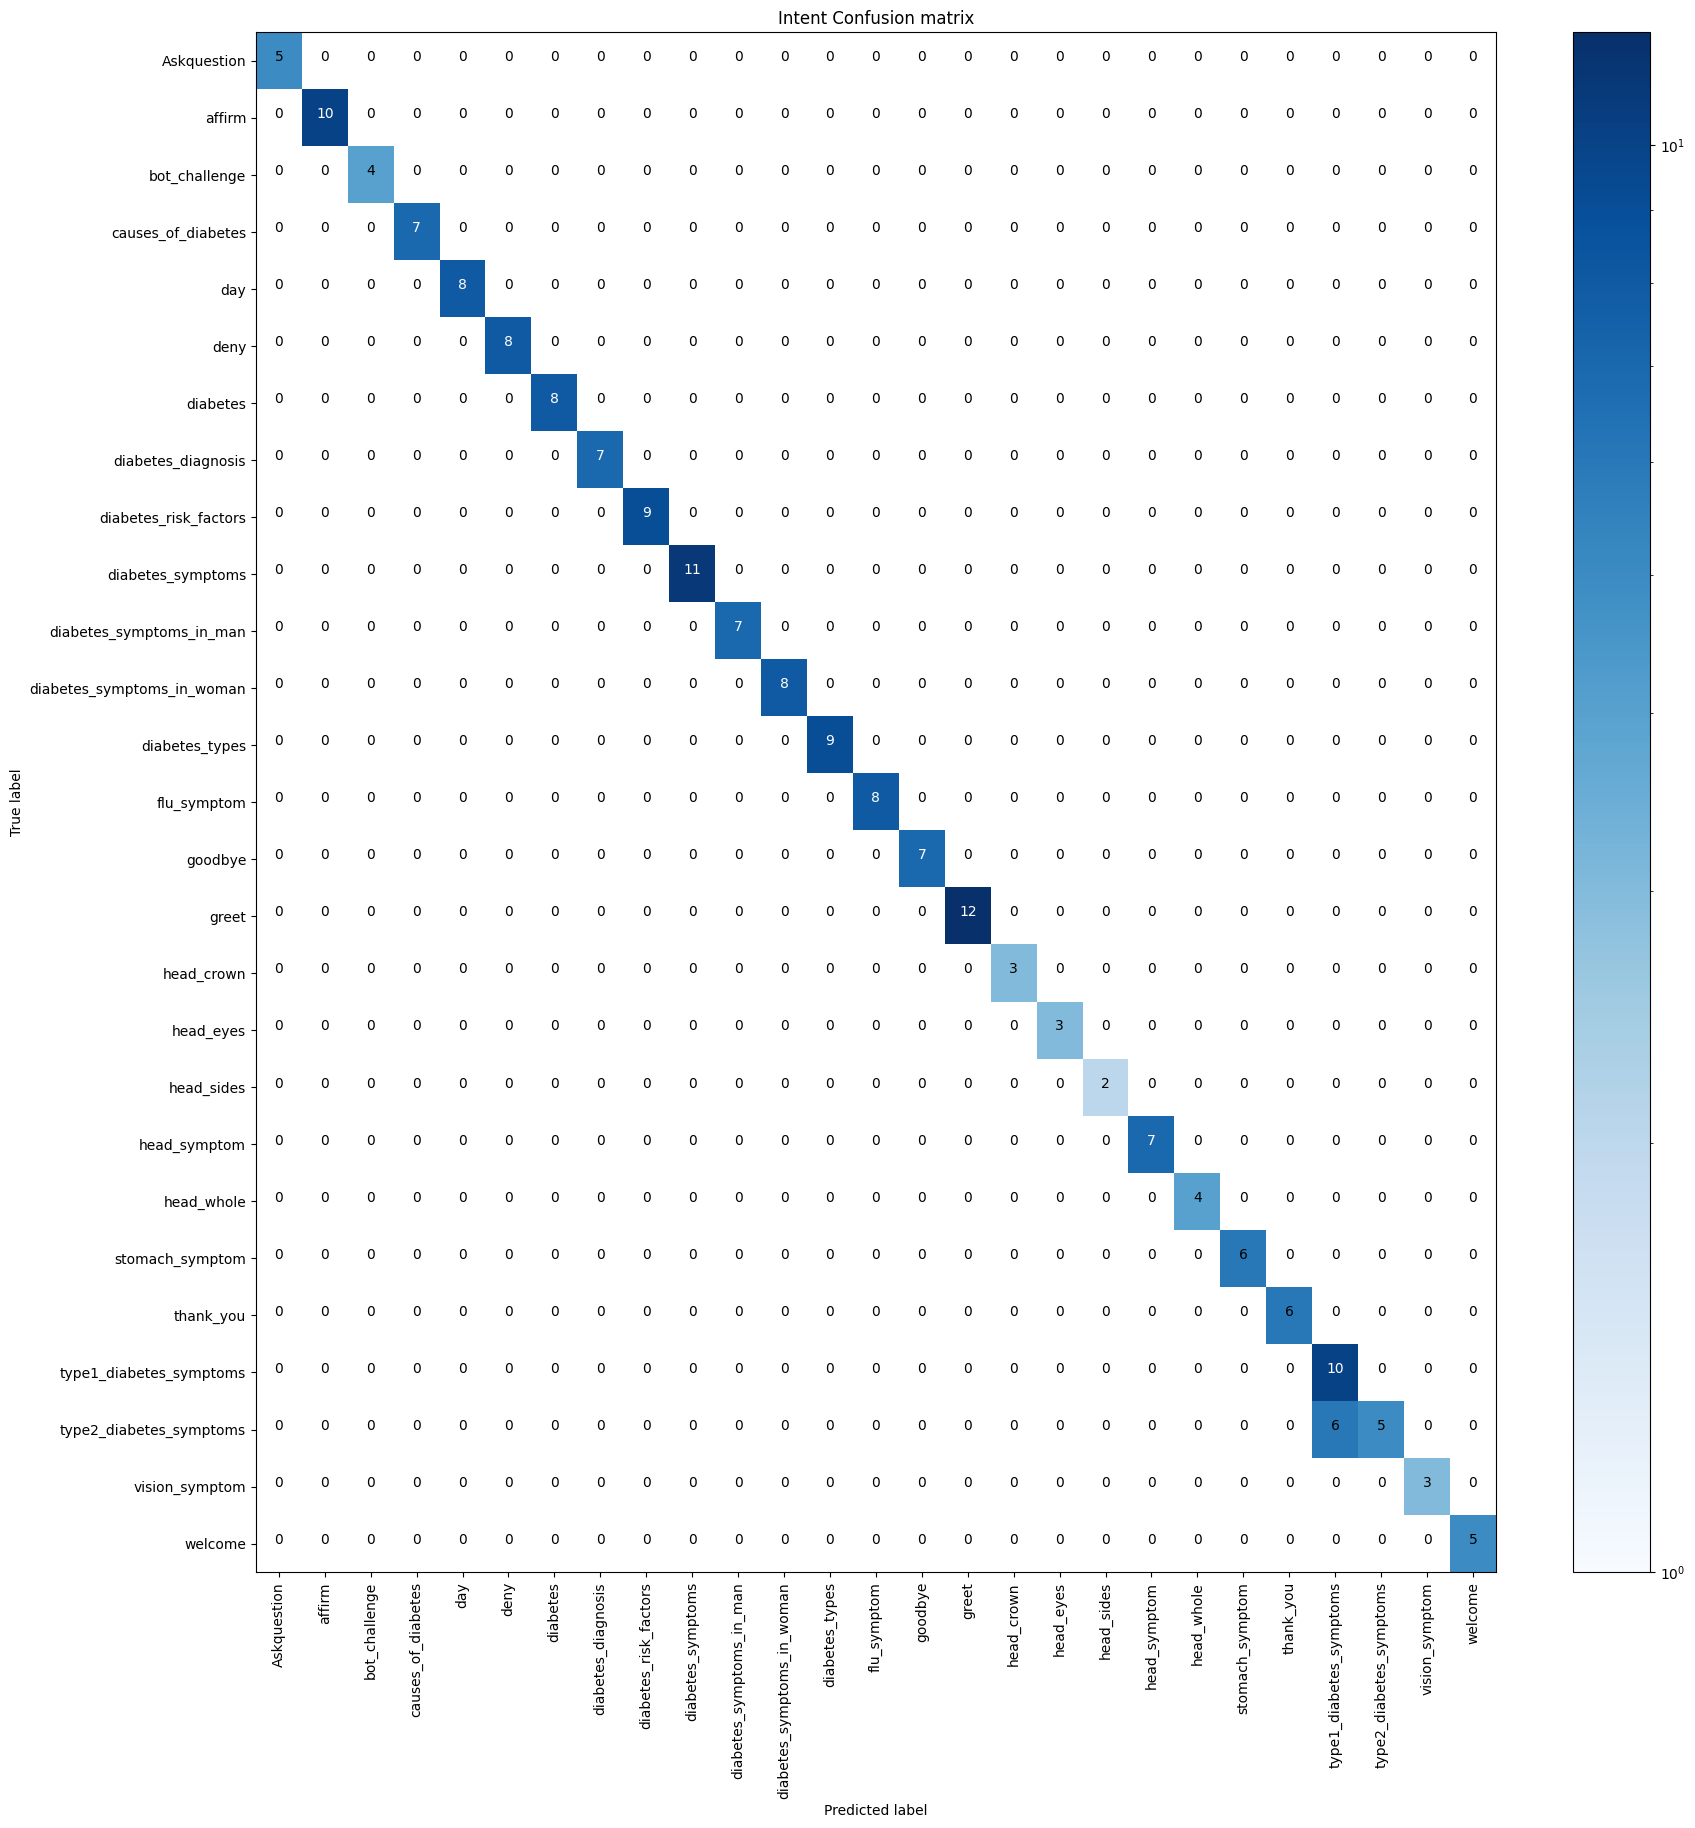 Intent Confusion matrix
Askquestion 5 0 0 0 0 0 0 0 0 0 0 0 0 0 0 0 0 0 0 0 0 0 0 0 0 0 0
affirm 0 10 0 0 0 0 0 0 0 0 0 0 0 0 0 0 0 0 0 0 0 0 0 0 0 0 0
bot_challenge 0 0 4 0 0 0 0 0 0 0 0 0 0 0 0 0 0 0 0 0 0 0 0 0 0 0 0
causes_of_diabetes 0 0 0 7 0 0 0 0 0 0 0 0 0 0 0 0 0 0 0 0 0 0 0 0 0 0 0
day 0 0 0 0 8 0 0 0 0 0 0 0 0 0 0 0 0 0 0 0 0 0 0 0 0 0 0
deny 0 0 0 0 0 8 0 0 0 0 0 0 0 0 0 0 0 0 0 0 0 0 0 0 0 0 0
diabetes 0 0 0 0 0 0 8 0 0 0 0 0 0 0 0 0 0 0 0 0 0 0 0 0 0 0 0
diabetes_diagnosis 0 0 0 0 0 0 0 7 0 0 0 0 0 0 0 0 0 0 0 0 0 0 0 0 0 0 0
diabetes_risk_factors 0 0 0 0 0 0 0 0 9 0 0 0 0 0 0 0 0 0 0 0 0 0 0 0 0 0 0
diabetes_symptoms 0 0 0 0 0 0 0 0 0 11 0 0 0 0 0 0 0 0 0 0 0 0 0 0 0 0 0
diabetes_symptoms_in_man 0 0 0 0 0 0 0 0 0 0 7 0 0 0 0 0 0 0 0 0 0 0 0 0 0 0 0
diabetes_symptoms_in_woman 0 0 0 0 0 0 0 0 0 0 0 8 0 0 0 0 0 0 0 0 0 0 0 0 0 0 0
diabetes_types 0 0 0 0 0 0 0 0 0 0 0 0 9 0 0 0 0 0 0 0 0 0 0 0 0 0 0
flu_symptom 0 0 0 0 0 0 0 0 0 0 0 0 0 8 0 0 0 0 0 0 0 0 0 0 0 0 0
goodbye 0 0 0 0 0 0 0 0 0 0 0 0 0 0 7 0 0 0 0 0 0 0 0 0 0 0 0
greet 0 0 0 0 0 0 0 0 0 0 0 0 0 0 0 12 0 0 0 0 0 0 0 0 0 0 0
head_crown 0 0 0 0 0 0 0 0 0 0 0 0 0 0 0 0 3 0 0 0 0 0 0 0 0 0 0
head_eyes 0 0 0 0 0 0 0 0 0 0 0 0 0 0 0 0 0 3 0 0 0 0 0 0 0 0 0
head_sides 0 0 0 0 0 0 0 0 0 0 0 0 0 0 0 0 0 0 2 0 0 0 0 0 0 0 0
head_symptom 0 0 0 0 0 0 0 0 0 0 0 0 0 0 0 0 0 0 0 7 0 0 0 0 0 0 0
head_whole 0 0 0 0 0 0 0 0 0 0 0 0 0 0 0 0 0 0 0 0 4 0 0 0 0 0 0
stomach_symptom 0 0 0 0 0 0 0 0 0 0 0 0 0 0 0 0 0 0 0 0 0 6 0 0 0 0 0
thank_you 0 0 0 0 0 0 0 0 0 0 0 0 0 0 0 0 0 0 0 0 0 0 6 0 0 0 0
type1_diabetes_symptoms 0 0 0 0 0 0 0 0 0 0 0 0 0 0 0 0 0 0 0 0 0 0 0 10 0 0 0
type2_diabetes_symptoms 0 0 0 0 0 0 0 0 0 0 0 0 0 0 0 0 0 0 0 0 0 0 0 6 5 0 0
vision_symptom 0 0 0 0 0 0 0 0 0 0 0 0 0 0 0 0 0 0 0 0 0 0 0 0 0 3 0
welcome 0 0 0 0 0 0 0 0 0 0 0 0 0 0 0 0 0 0 0 0 0 0 0 0 0 0 5
True label
Askquestion
affirm
bot_challenge
causes_of_diabetes
day
deny
diabetes
diabetes_diagnosis
diabetes_risk_factors
diabetes_symptoms
diabetes_symptoms_in_man
diabetes_symptoms_in_woman
diabetes_types
flu_symptom
goodbye
greet
head_crown
head_eyes
head_sides
head_symptom
head_whole
stomach_symptom
thank_you
type1_diabetes_symptoms
type2_diabetes_symptoms
vision_symptom
welcome
Predicted label
10¹
10⁰